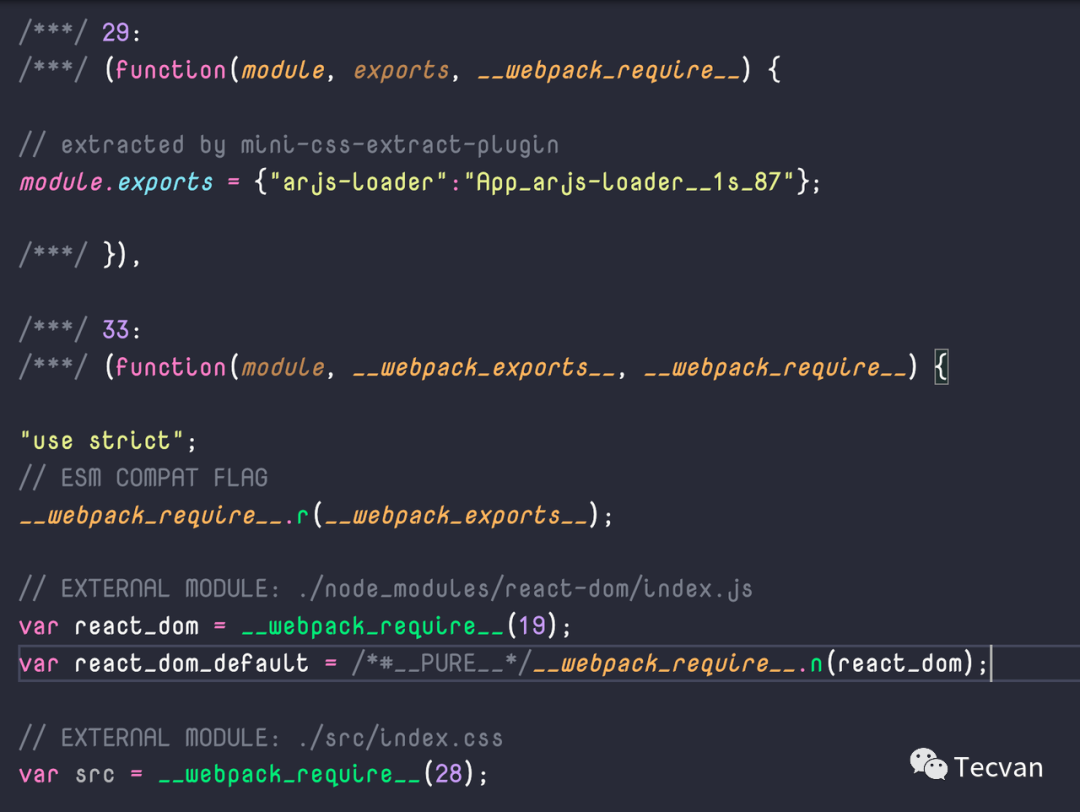 /***/ 29:
/***/ (function(module, exports, __webpack_require__) {
// extracted by mini-css-extract-plugin
module.exports = {"arjs-loader":"App_arjs-loader__1s_87"};
/***/ }),
/***/ 33:
/***/ (function(module, __webpack_exports__, __webpack_require__) {
"use strict";
// ESM COMPAT FLAG
__webpack_require__.r(__webpack_exports__);
// EXTERNAL MODULE: ./node_modules/react-dom/index.js
var react_dom = __webpack_require__(19);
var react_dom_default = /*#__PURE__*/__webpack_require__.n(react_dom);
// EXTERNAL MODULE: ./src/index.css
var src = __webpack_require__(28);
Tecvan